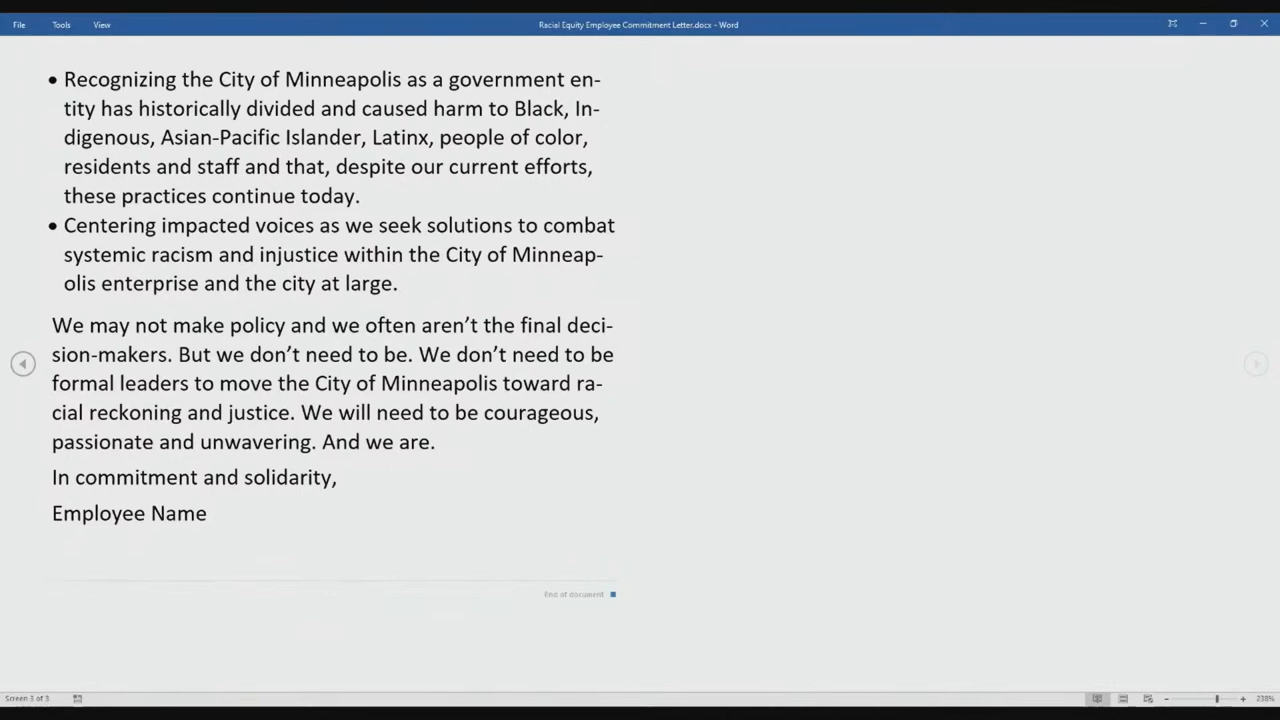 File Tools View Racial Equity Employee Commitment Letter.docx - Word
• Recognizing the City of Minneapolis as a government en-
tity has historically divided and caused harm to Black, In-
digenous, Asian-Pacific Islander, Latinx, people of color,
residents and staff and that, despite our current efforts,
these practices continue today.
• Centering impacted voices as we seek solutions to combat
systemic racism and injustice within the City of Minneap-
olis enterprise and the city at large.
We may not make policy and we often aren’t the final deci-
sion-makers. But we don’t need to be. We don’t need to be
formal leaders to move the City of Minneapolis toward ra-
cial reckoning and justice. We will need to be courageous,
passionate and unwavering. And we are.
In commitment and solidarity,
Employee Name
End of document
Screen 3 of 3 238%